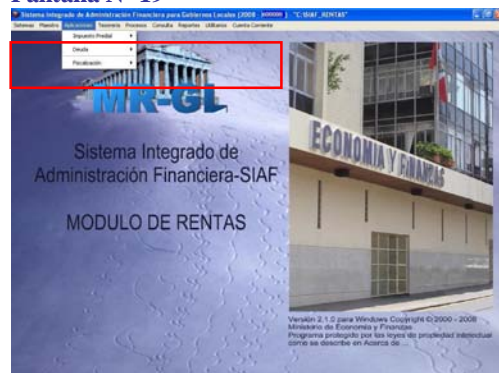 Pantalla N° 19
Sistema Integrado de Administración Financiera para Gobiernos Locales (2008 ) "C:\SIAF_RENTAS"
Sistemas Maestro Aplicaciones Tesorería Procesos Consulta Reportes Utilitarios Cuenta Corriente
Impuesto Predial
Deuda
Fiscalización
MR-GL
Sistema Integrado de
Administración Financiera-SIAF
MODULO DE RENTAS
ECONOMIA Y FINANZAS
Versión 2.1.0 para Windows Copyright © 2000 - 2008
Ministerio de Economía y Finanzas
Programa protegido por las leyes de propiedad intelectual
como se describe en Acerca de ...